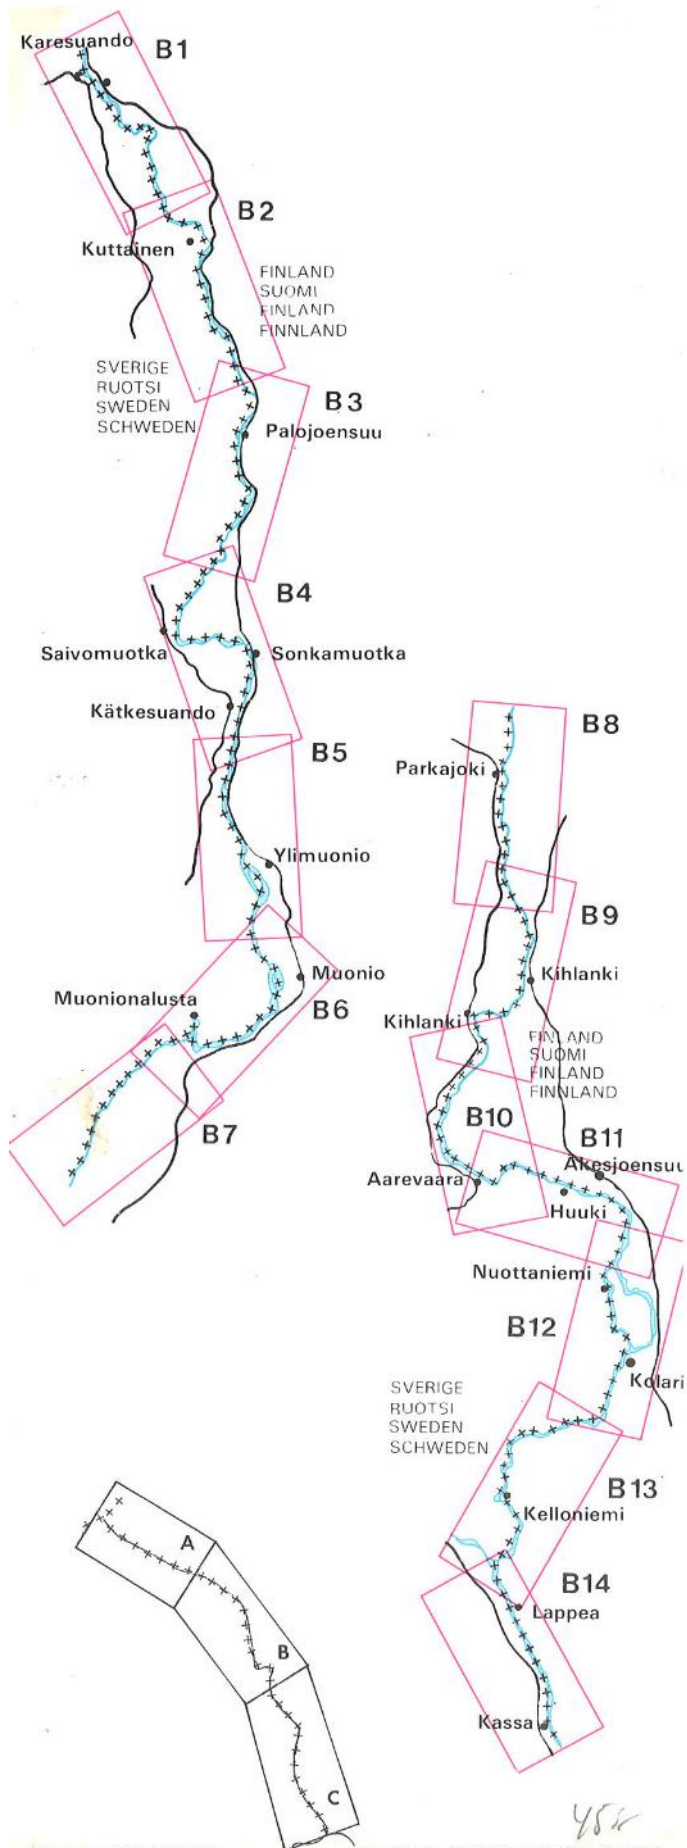 Karesuando
B1
B2
Kuttainen
FINLAND
SUOMI
FINLAND
FINNLAND
SVERIGE
RUOTSI
SWEDEN
SCHWEDEN
B3
Palojoensuu
B4
Saivomuotka
Sonkamuotka
Kätkesuando
B5
Ylimuonio
Muonio
Muonionalusta
B6
B7
B8
Parkajoki
B9
Kihlanki
Kihlanki
FINLAND
SUOMI
FINLAND
FINNLAND
B10
B11
Äkesjoensuu
Aarevaara
Huuki
Nuottaniemi
B12
Kolari
SVERIGE
RUOTSI
SWEDEN
SCHWEDEN
B13
Kelloniemi
B14
Lappea
Kassa
A
B
C